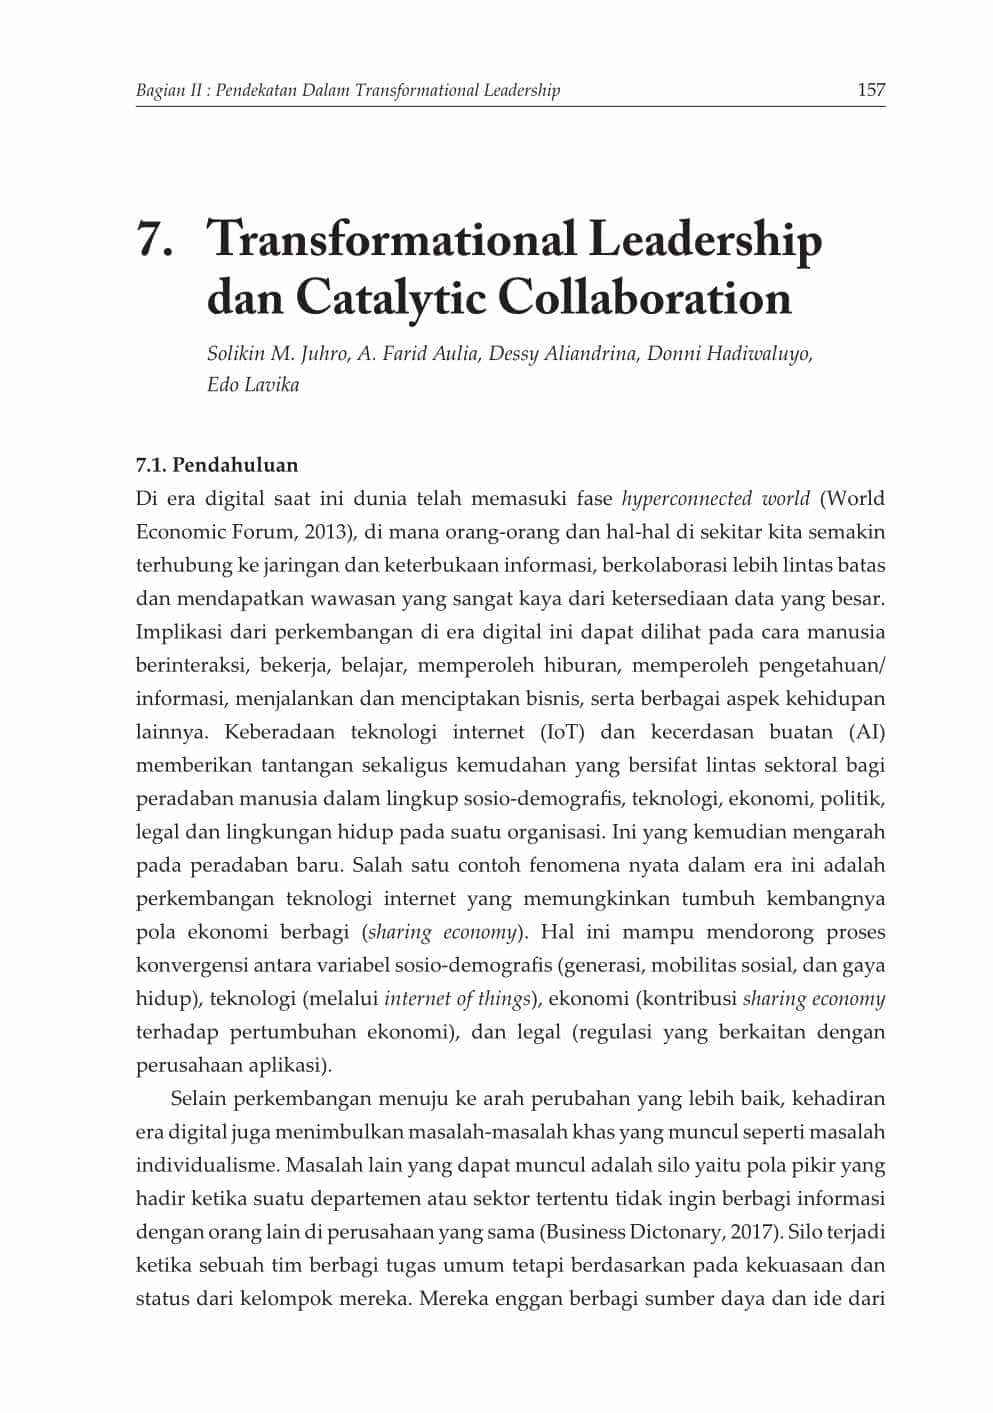 Bagian II : Pendekatan Dalam Transformational Leadership 157
7. Transformational Leadership
dan Catalytic Collaboration
Solikin M. Juhro, A. Farid Aulia, Dessy Aliandrina, Donni Hadiwaluyo,
Edo Lavika
7.1. Pendahuluan
Di era digital saat ini dunia telah memasuki fase hyperconnected world (World
Economic Forum, 2013), di mana orang-orang dan hal-hal di sekitar kita semakin
terhubung ke jaringan dan keterbukaan informasi, berkolaborasi lebih lintas batas
dan mendapatkan wawasan yang sangat kaya dari ketersediaan data yang besar.
Implikasi dari perkembangan di era digital ini dapat dilihat pada cara manusia
berinteraksi, bekerja, belajar, memperoleh hiburan, memperoleh pengetahuan/
informasi, menjalankan dan menciptakan bisnis, serta berbagai aspek kehidupan
lainnya. Keberadaan teknologi internet (IoT) dan kecerdasan buatan (AI)
memberikan tantangan sekaligus kemudahan yang bersifat lintas sektoral bagi
peradaban manusia dalam lingkup sosio-demografis, teknologi, ekonomi, politik,
legal dan lingkungan hidup pada suatu organisasi. Ini yang kemudian mengarah
pada peradaban baru. Salah satu contoh fenomena nyata dalam era ini adalah
perkembangan teknologi internet yang memungkinkan tumbuh kembangnya
pola ekonomi berbagi (sharing economy). Hal ini mampu mendorong proses
konvergensi antara variabel sosio-demografis (generasi, mobilitas sosial, dan gaya
hidup), teknologi (melalui internet of things), ekonomi (kontribusi sharing economy
terhadap pertumbuhan ekonomi), dan legal (regulasi yang berkaitan dengan
perusahaan aplikasi).
Selain perkembangan menuju ke arah perubahan yang lebih baik, kehadiran
era digital juga menimbulkan masalah-masalah khas yang muncul seperti masalah
individualisme. Masalah lain yang dapat muncul adalah silo yaitu pola pikir yang
hadir ketika suatu departemen atau sektor tertentu tidak ingin berbagi informasi
dengan orang lain di perusahaan yang sama (Business Dictonary, 2017). Silo terjadi
ketika sebuah tim berbagi tugas umum tetapi berdasarkan pada kekuasaan dan
status dari kelompok mereka. Mereka enggan berbagi sumber daya dan ide dari